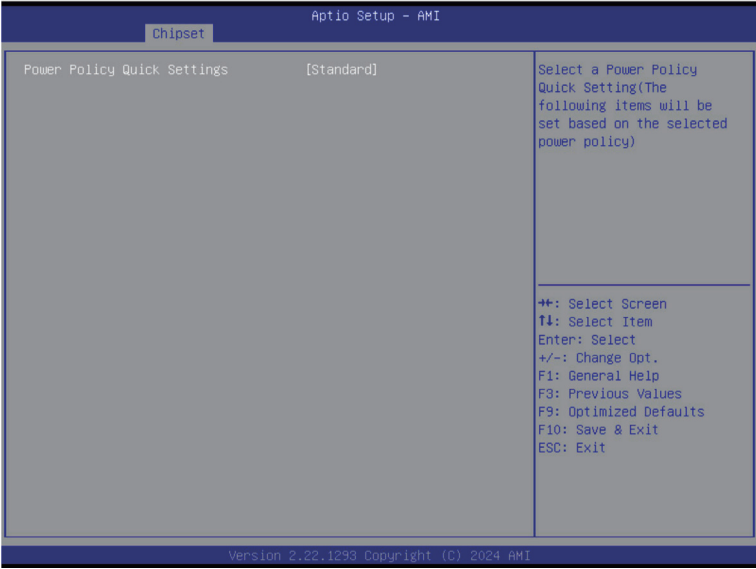 Aptio Setup – AMI
Chipset
Power Policy Quick Settings [Standard]
Select a Power Policy
Quick Setting(The
following items will be
set based on the selected
power policy)
→←: Select Screen
↑↓: Select Item
Enter: Select
+/-: Change Opt.
F1: General Help
F3: Previous Values
F9: Optimized Defaults
F10: Save & Exit
ESC: Exit
Version 2.22.1293 Copyright (C) 2024 AMI